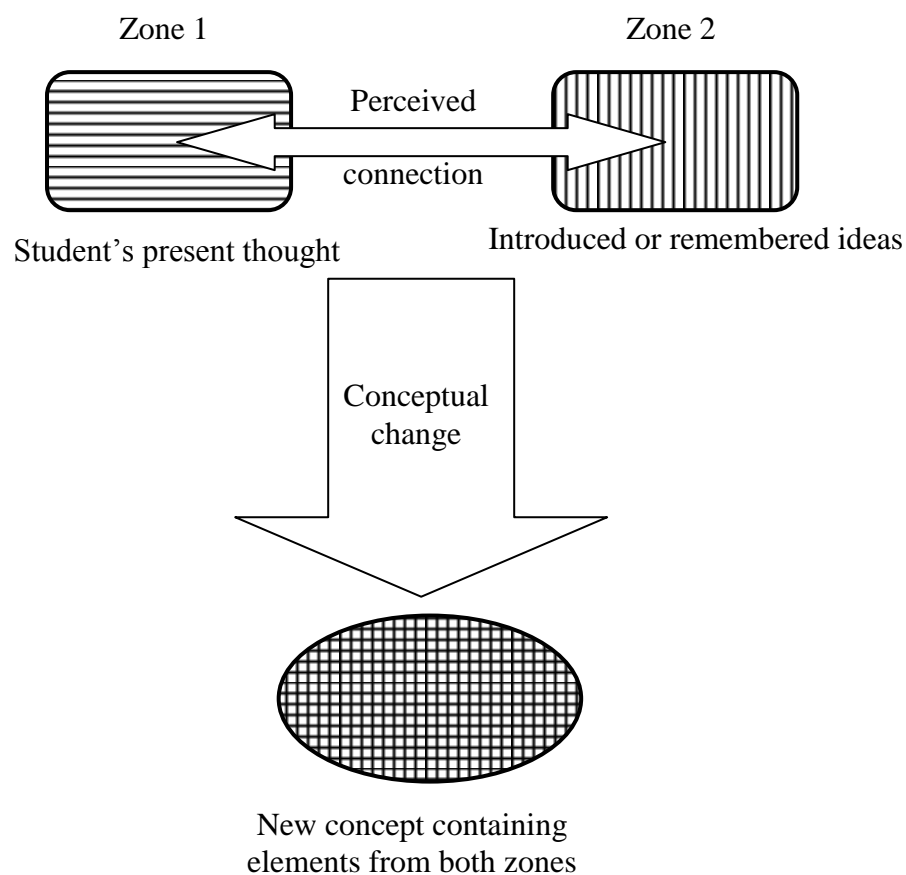 Zone 1
Zone 2
Perceived
connection
Student’s present thought
Introduced or remembered ideas
Conceptual
change
New concept containing
elements from both zones